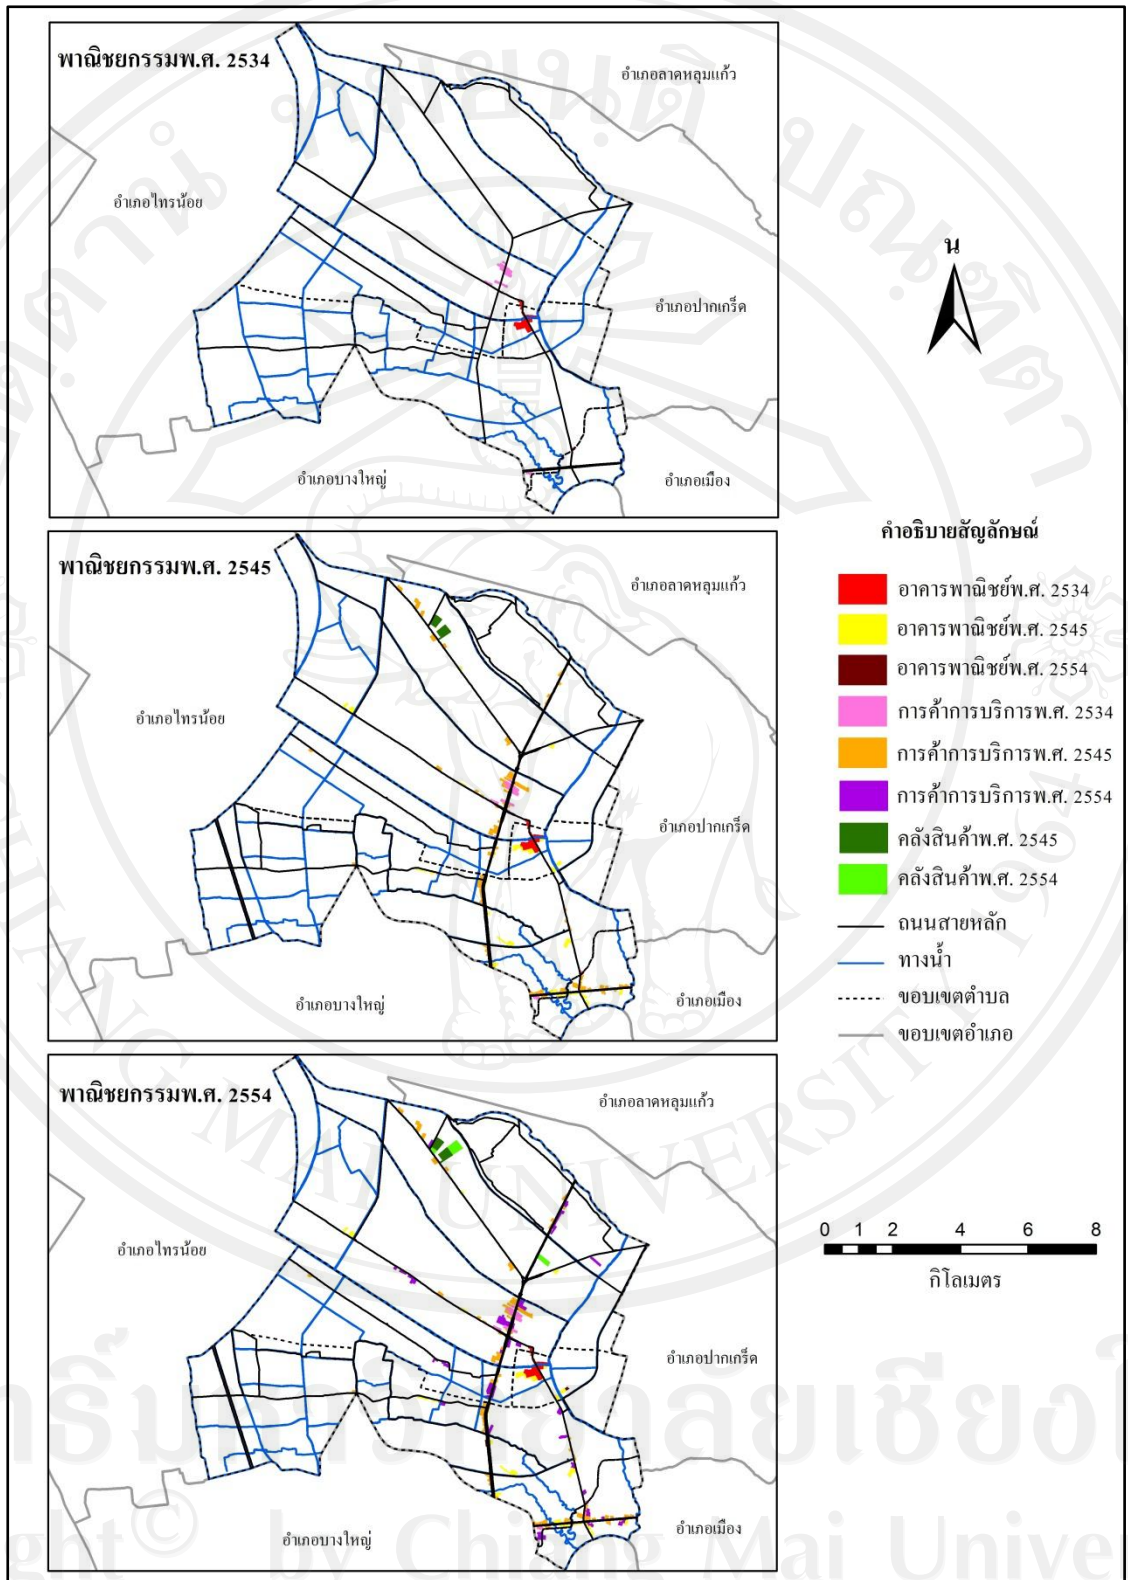 พาณิชยกรรมพ.ศ. 2534
อำเภอลาดหลุมแก้ว
อำเภอไทรน้อย
อำเภอปากเกร็ด
อำเภอบางใหญ่
อำเภอเมือง
น
พาณิชยกรรมพ.ศ. 2545
อำเภอลาดหลุมแก้ว
อำเภอไทรน้อย
อำเภอปากเกร็ด
อำเภอบางใหญ่
อำเภอเมือง
คำอธิบายสัญลักษณ์
อาคารพาณิชย์พ.ศ. 2534
อาคารพาณิชย์พ.ศ. 2545
อาคารพาณิชย์พ.ศ. 2554
การค้าการบริการพ.ศ. 2534
การค้าการบริการพ.ศ. 2545
การค้าการบริการพ.ศ. 2554
คลังสินค้าพ.ศ. 2545
คลังสินค้าพ.ศ. 2554
ถนนสายหลัก
ทางน้ำ
ขอบเขตตำบล
ขอบเขตอำเภอ
พาณิชยกรรมพ.ศ. 2554
อำเภอลาดหลุมแก้ว
อำเภอไทรน้อย
อำเภอปากเกร็ด
อำเภอบางใหญ่
อำเภอเมือง
0 1 2 4 6 8
กิโลเมตร
CHIANG MAI UNIVERSITY 1964
by Chiang Mai